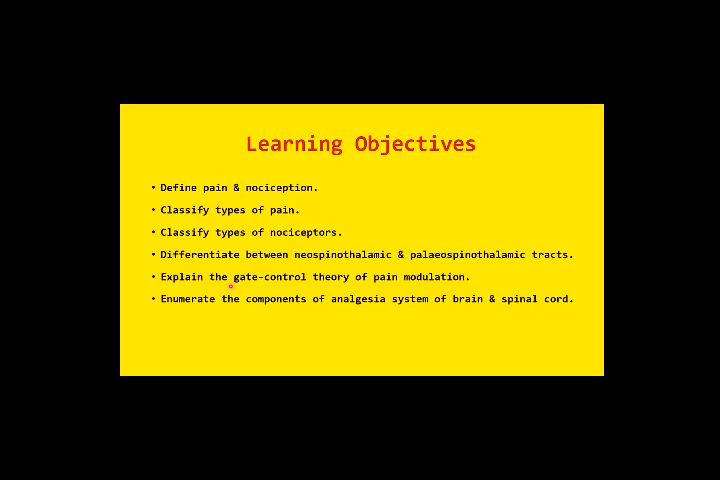 Learning Objectives
• Define pain & nociception.
• Classify types of pain.
• Classify types of nociceptors.
• Differentiate between neospinothalamic & palaeospinothalamic tracts.
• Explain the gate-control theory of pain modulation.
• Enumerate the components of analgesia system of brain & spinal cord.